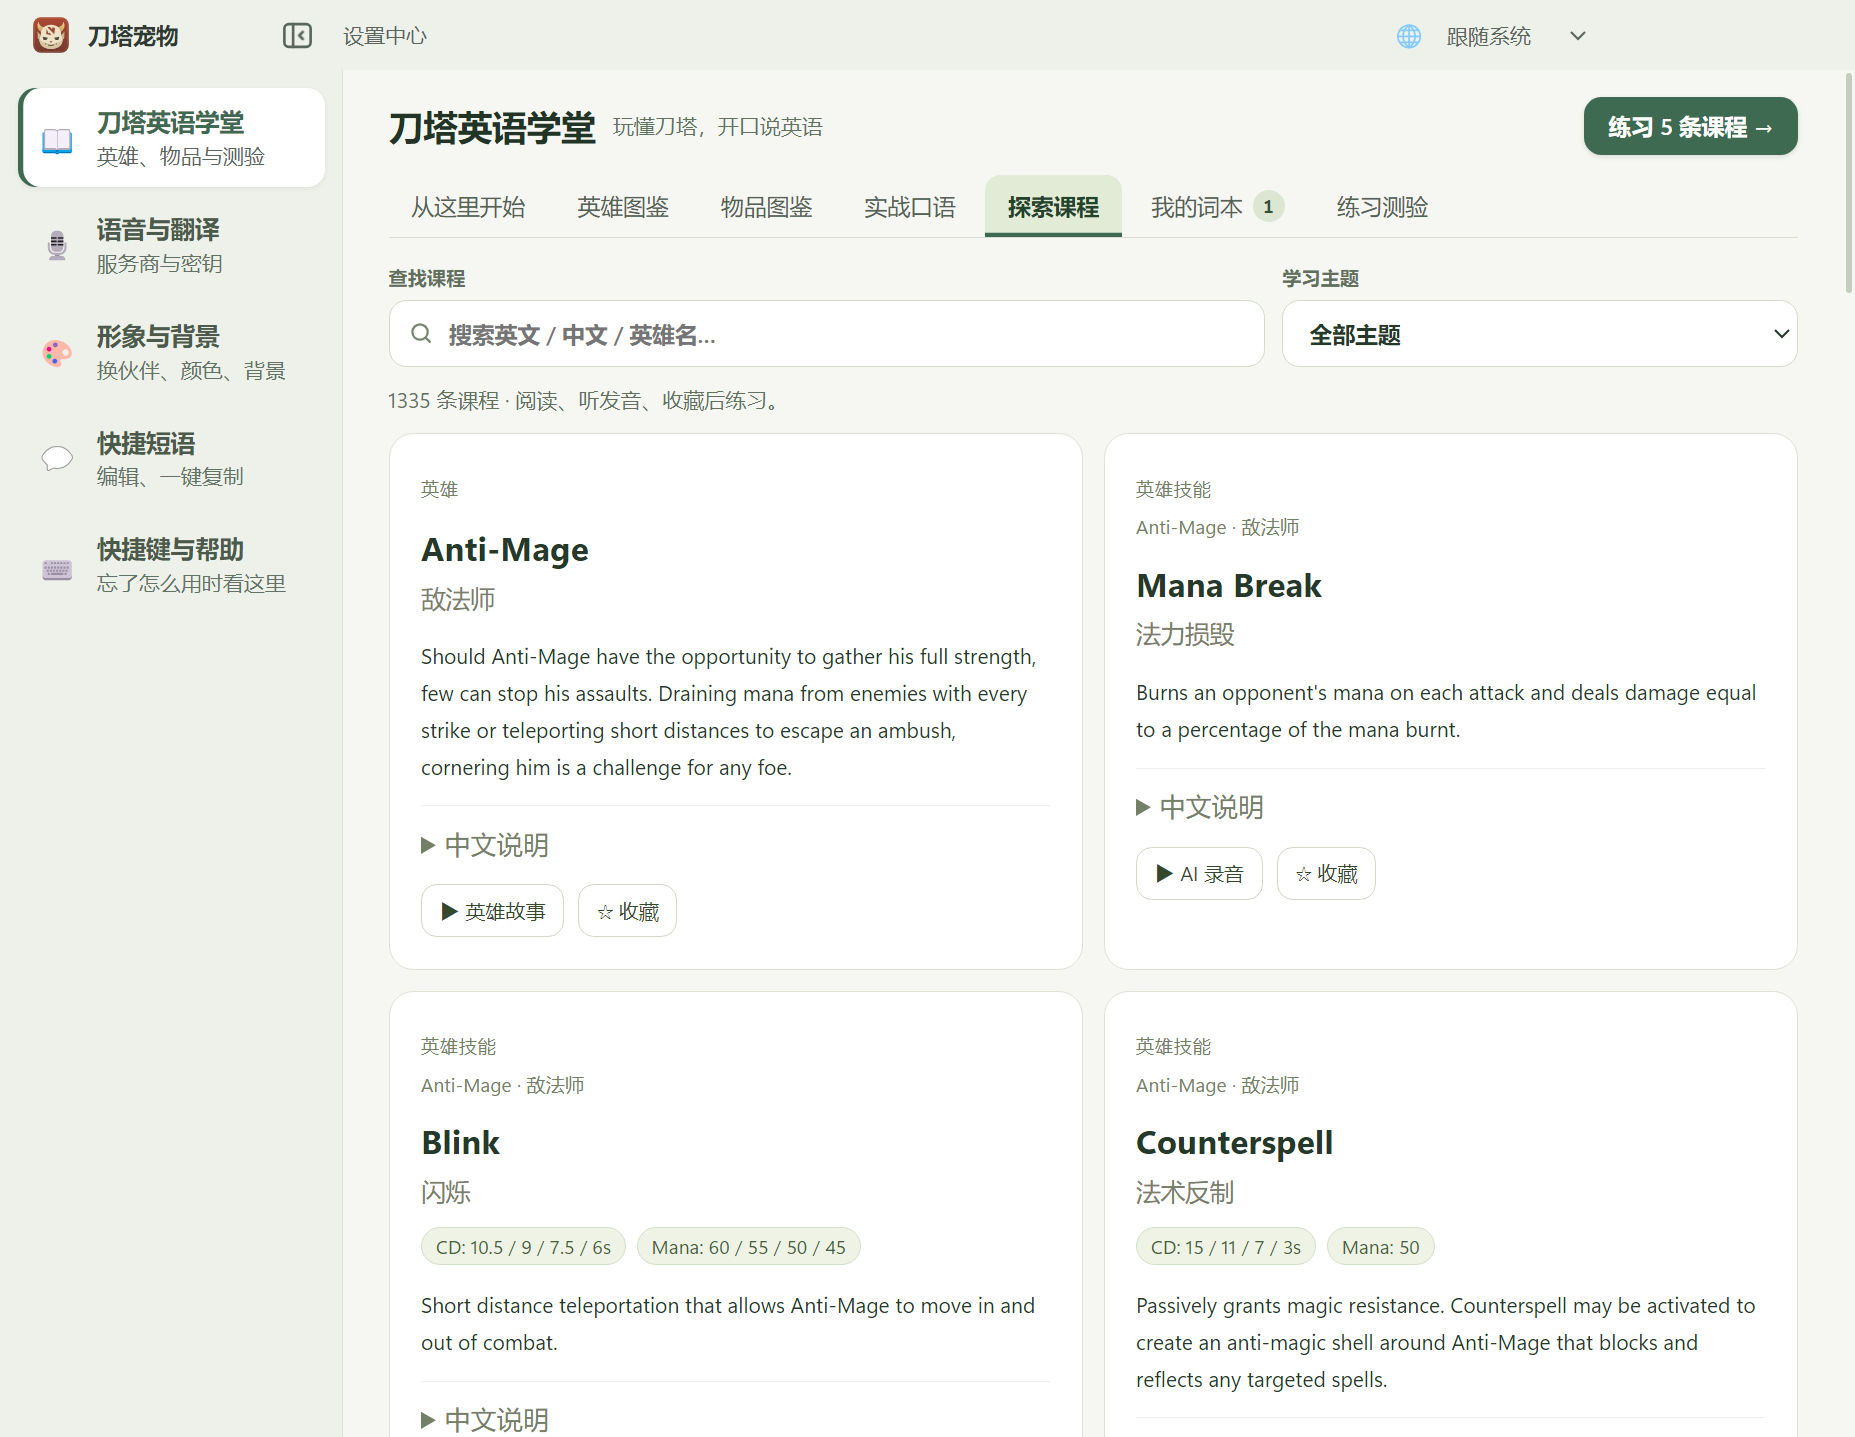 刀塔宠物
设置中心
跟随系统
刀塔英语学堂
英雄、物品与测验
语音与翻译
服务商与密钥
形象与背景
换伙伴、颜色、背景
快捷短语
编辑、一键复制
快捷键与帮助
忘了怎么用时看这里
刀塔英语学堂 玩懂刀塔，开口说英语
练习 5 条课程 →
从这里开始 英雄图鉴 物品图鉴 实战口语 探索课程 我的词本 1 练习测验
查找课程
搜索英文 / 中文 / 英雄名...
学习主题
全部主题
1335 条课程 · 阅读、听发音、收藏后练习。
英雄
Anti-Mage
敌法师
Should Anti-Mage have the opportunity to gather his full strength,
few can stop his assaults. Draining mana from enemies with every
strike or teleporting short distances to escape an ambush,
cornering him is a challenge for any foe.
▶ 中文说明
▶ 英雄故事 ☆ 收藏
英雄技能
Anti-Mage · 敌法师
Mana Break
法力损毁
Burns an opponent's mana on each attack and deals damage equal
to a percentage of the mana burnt.
▶ 中文说明
▶ AI 录音 ☆ 收藏
英雄技能
Anti-Mage · 敌法师
Blink
闪烁
CD: 10.5 / 9 / 7.5 / 6s Mana: 60 / 55 / 50 / 45
Short distance teleportation that allows Anti-Mage to move in and
out of combat.
▶ 中文说明
英雄技能
Anti-Mage · 敌法师
Counterspell
法术反制
CD: 15 / 11 / 7 / 3s Mana: 50
Passively grants magic resistance. Counterspell may be activated to
create an anti-magic shell around Anti-Mage that blocks and
reflects any targeted spells.